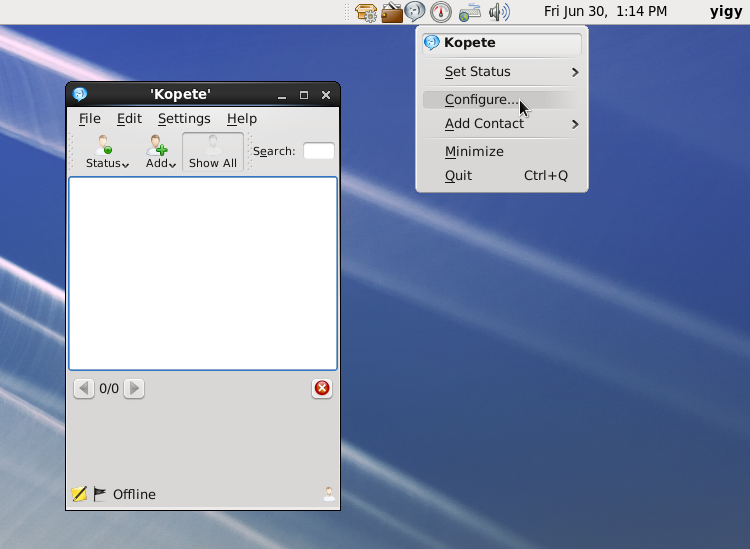 Fri Jun 30, 1:14 PM yigy
Kopete
Set Status
Configure...
Add Contact
Minimize
Quit Ctrl+Q
'Kopete'
File Edit Settings Help
Status Add Show All Search:
0/0
Offline